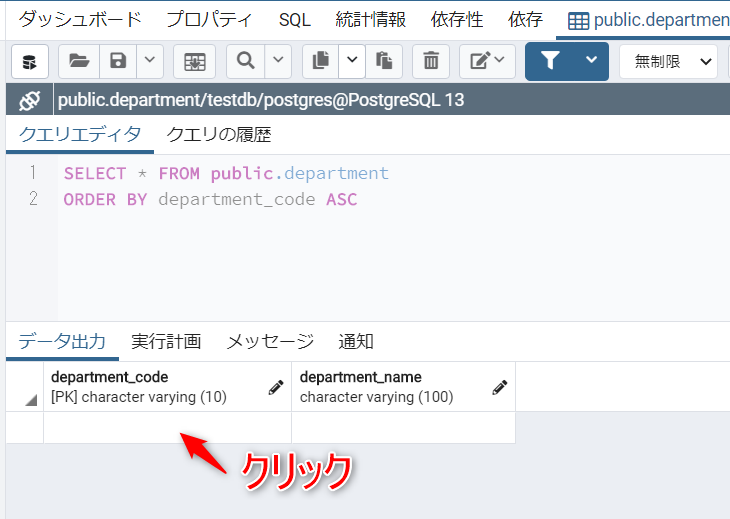 ダッシュボード プロパティ SQL 統計情報 依存性 依存 public.departmen
無制限
public.department/testdb/postgres@PostgreSQL 13
クエリエディタ クエリの履歴
1 SELECT * FROM public.department
2 ORDER BY department_code ASC
データ出力 実行計画 メッセージ 通知
department_code department_name
[PK] character varying (10) character varying (100)
クリック